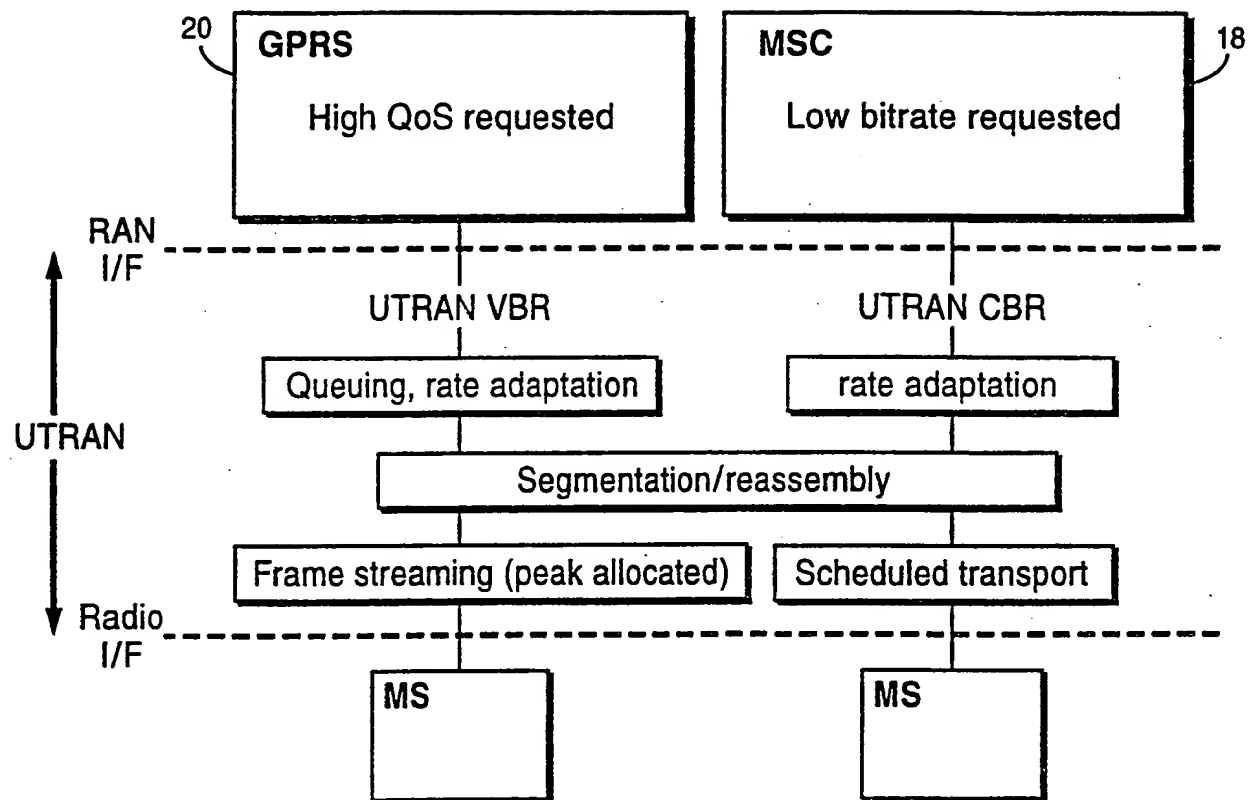 20
GPRS
High QoS requested
MSC
Low bitrate requested
18
RAN
I/F
UTRAN VBR
UTRAN CBR
Queuing, rate adaptation
rate adaptation
UTRAN
Segmentation/reassembly
Frame streaming (peak allocated)
Scheduled transport
Radio
I/F
MS
MS